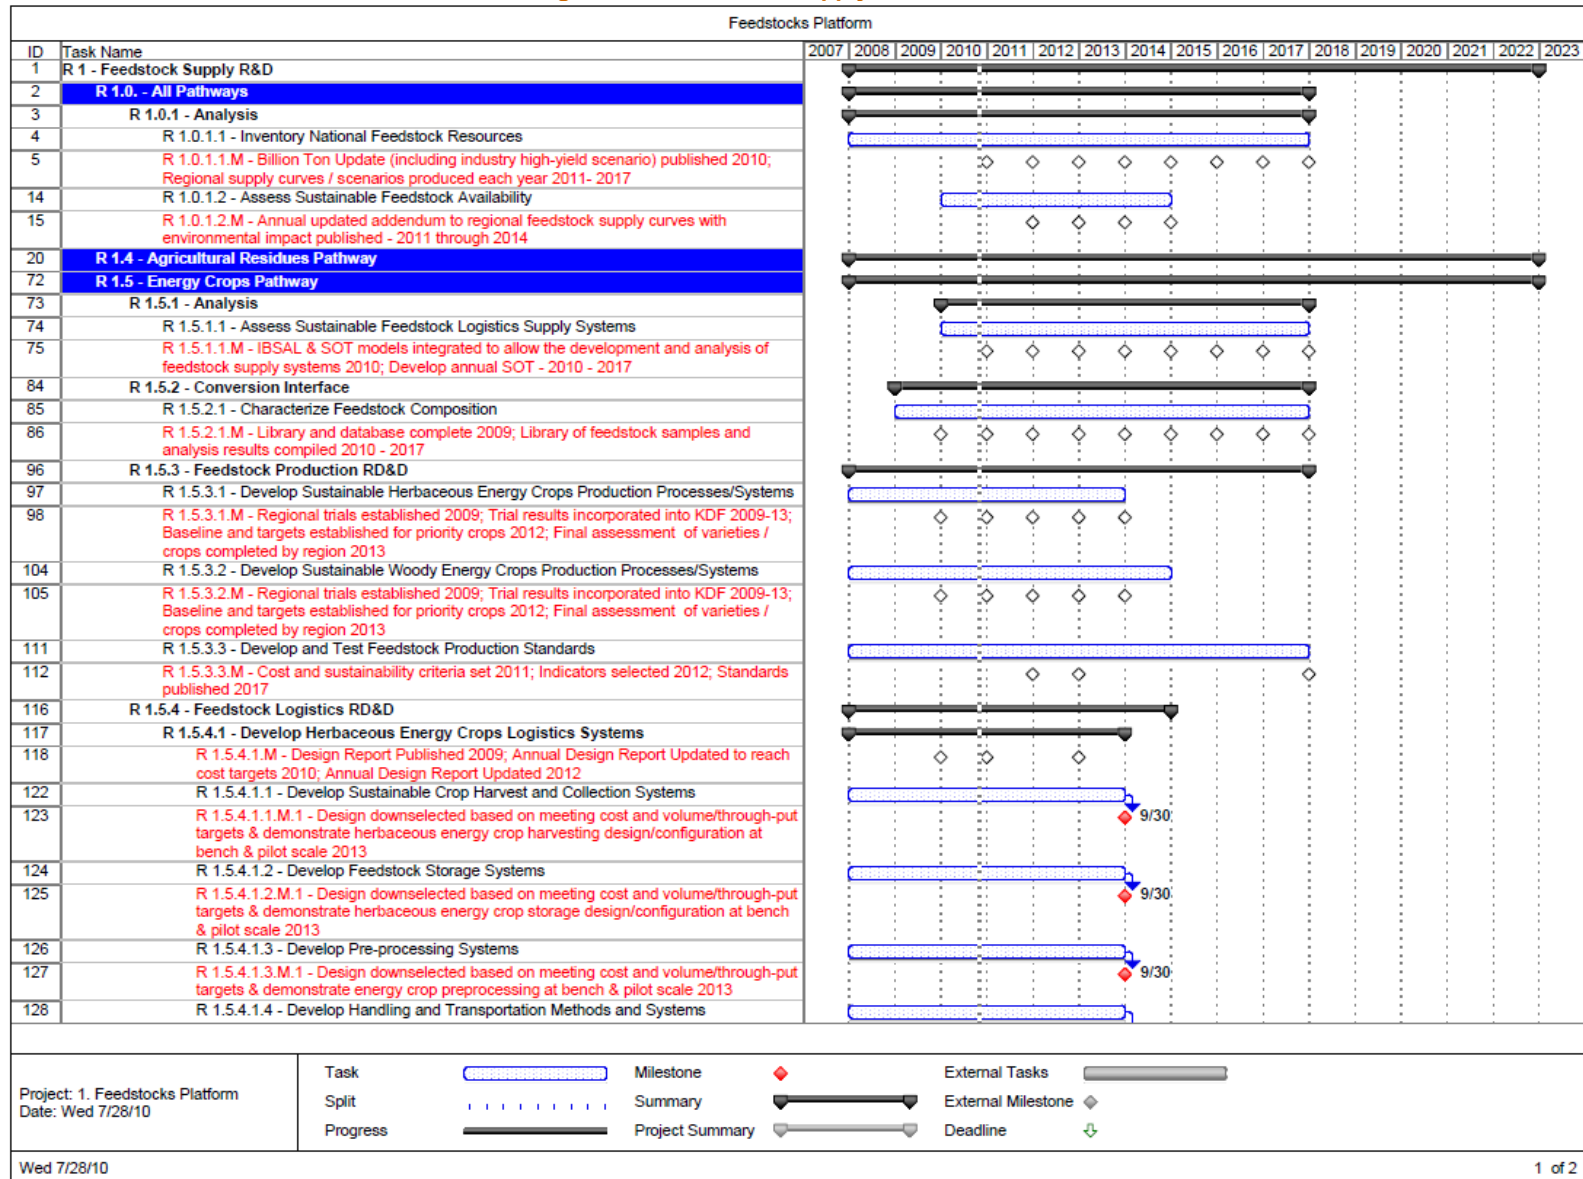 Feedstocks Platform
ID Task Name 2007 2008 2009 2010 2011 2012 2013 2014 2015 2016 2017 2018 2019 2020 2021 2022 2023
1 R 1 - Feedstock Supply R&D
2 R 1.0. - All Pathways
3 R 1.0.1 - Analysis
4 R 1.0.1.1 - Inventory National Feedstock Resources
5 R 1.0.1.1.M - Billion Ton Update (including industry high-yield scenario) published 2010;
Regional supply curves / scenarios produced each year 2011- 2017
14 R 1.0.1.2 - Assess Sustainable Feedstock Availability
15 R 1.0.1.2.M - Annual updated addendum to regional feedstock supply curves with
environmental impact published - 2011 through 2014
20 R 1.4 - Agricultural Residues Pathway
72 R 1.5 - Energy Crops Pathway
73 R 1.5.1 - Analysis
74 R 1.5.1.1 - Assess Sustainable Feedstock Logistics Supply Systems
75 R 1.5.1.1.M - IBSAL & SOT models integrated to allow the development and analysis of
feedstock supply systems 2010; Develop annual SOT - 2010 - 2017
84 R 1.5.2 - Conversion Interface
85 R 1.5.2.1 - Characterize Feedstock Composition
86 R 1.5.2.1.M - Library and database complete 2009; Library of feedstock samples and
analysis results compiled 2010 - 2017
96 R 1.5.3 - Feedstock Production RD&D
97 R 1.5.3.1 - Develop Sustainable Herbaceous Energy Crops Production Processes/Systems
98 R 1.5.3.1.M - Regional trials established 2009; Trial results incorporated into KDF 2009-13;
Baseline and targets established for priority crops 2012; Final assessment of varieties /
crops completed by region 2013
104 R 1.5.3.2 - Develop Sustainable Woody Energy Crops Production Processes/Systems
105 R 1.5.3.2.M - Regional trials established 2009; Trial results incorporated into KDF 2009-13;
Baseline and targets established for priority crops 2012; Final assessment of varieties /
crops completed by region 2013
111 R 1.5.3.3 - Develop and Test Feedstock Production Standards
112 R 1.5.3.3.M - Cost and sustainability criteria set 2011; Indicators selected 2012; Standards
published 2017
116 R 1.5.4 - Feedstock Logistics RD&D
117 R 1.5.4.1 - Develop Herbaceous Energy Crops Logistics Systems
118 R 1.5.4.1.M - Design Report Published 2009; Annual Design Report Updated to reach
cost targets 2010; Annual Design Report Updated 2012
122 R 1.5.4.1.1 - Develop Sustainable Crop Harvest and Collection Systems
123 R 1.5.4.1.1.M.1 - Design downselected based on meeting cost and volume/through-put 9/30
targets & demonstrate herbaceous energy crop harvesting design/configuration at
bench & pilot scale 2013
124 R 1.5.4.1.2 - Develop Feedstock Storage Systems
125 R 1.5.4.1.2.M.1 - Design downselected based on meeting cost and volume/through-put 9/30
targets & demonstrate herbaceous energy crop storage design/configuration at bench
& pilot scale 2013
126 R 1.5.4.1.3 - Develop Pre-processing Systems
127 R 1.5.4.1.3.M.1 - Design downselected based on meeting cost and volume/through-put 9/30
targets & demonstrate energy crop preprocessing at bench & pilot scale 2013
128 R 1.5.4.1.4 - Develop Handling and Transportation Methods and Systems
Project: 1. Feedstocks Platform
Date: Wed 7/28/10
Task Milestone External Tasks
Split Summary External Milestone
Progress Project Summary Deadline
Wed 7/28/10 1 of 2